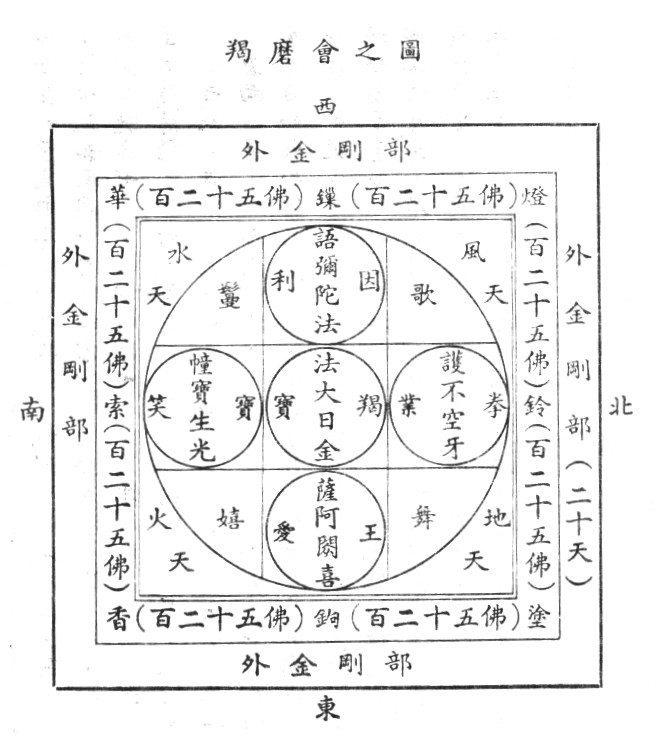 羯磨會之圖
西
外金剛部
華(百二十五佛)鏁(百二十五佛)燈
外金剛部
(百二十五佛)索(百二十五佛)
水天
鬘
語彌陀法
利
因
歌
風天
(百二十五佛)鈴(百二十五佛)
外金剛部(二十天)
南
幢寶生光
笑
寶
法大日金
寶
羯
護不空牙
業
拳
北
火天
嬉
薩阿閦喜
愛
王
舞
地天
香(百二十五佛)鉤(百二十五佛)塗
外金剛部
東